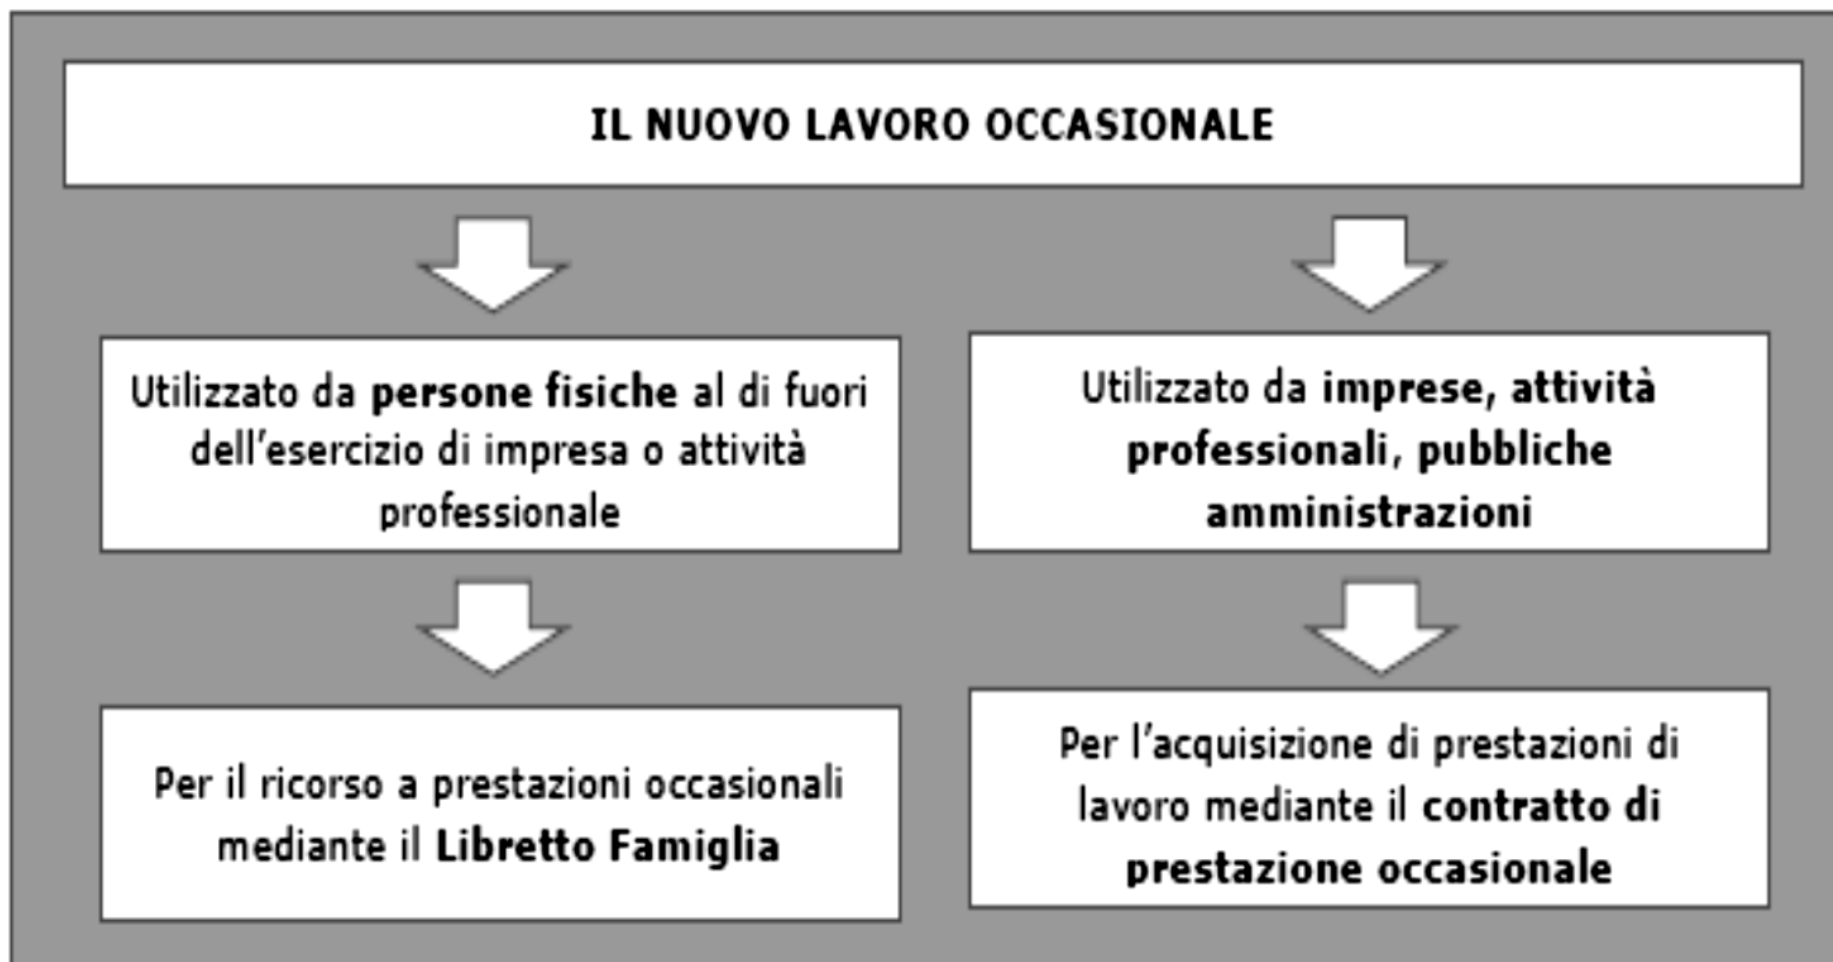 IL NUOVO LAVORO OCCASIONALE
Utilizzato da persone fisiche al di fuori
dell'esercizio di impresa o attività
professionale
Utilizzato da imprese, attività
professionali, pubbliche
amministrazioni
Per il ricorso a prestazioni occasionali
mediante il Libretto Famiglia
Per l'acquisizione di prestazioni di
lavoro mediante il contratto di
prestazione occasionale